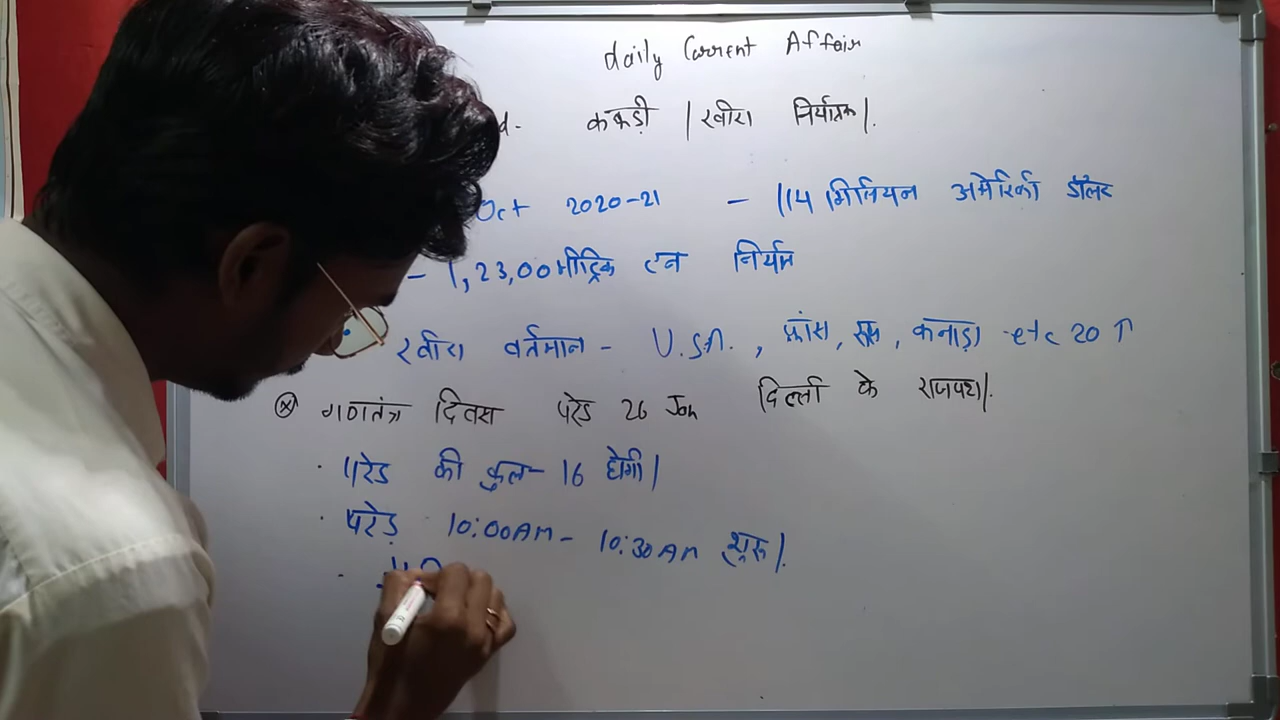 daily Current Affair
ककडी / खीरा निर्यातक।
Oct 2020-21 - 114 मिलियन अमेरिकी डॉलर
- 1,23,00 मीट्रिक टन निर्यात
खीरा वर्तमान - U.S.A. , फ्रांस, रूस, कनाड़ा etc 20 ↑
गणतंत्र दिवस परेड 26 Jan दिल्ली के राजपथ।
· परेड की कुल- 16 होगी।
· परेड़ 10:00AM- 10:30AM शुरू।